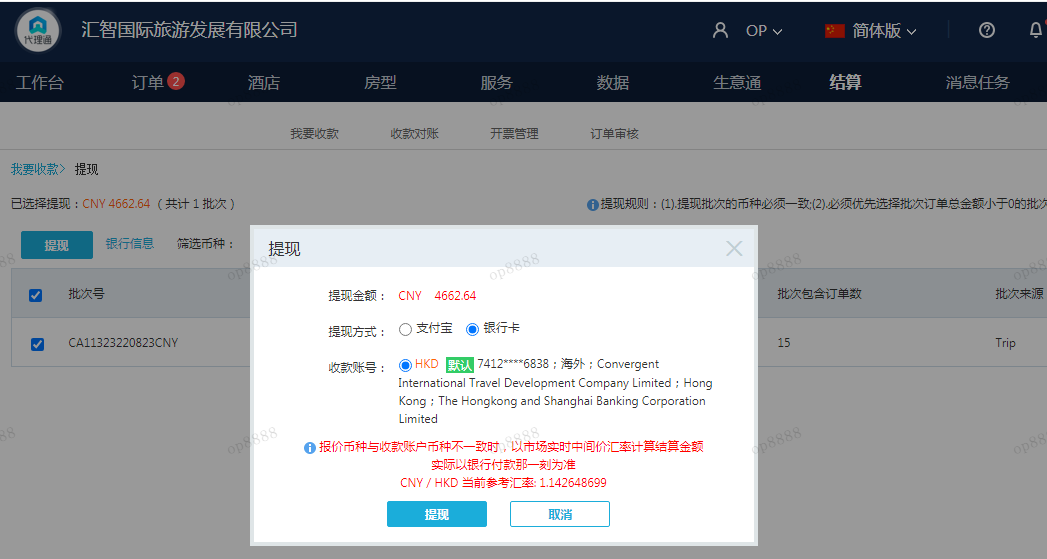 代理通
汇智国际旅游发展有限公司
OP
简体版
工作台
订单 2
酒店
房型
服务
数据
生意通
结算
消息任务
我要收款
收款对账
开票管理
订单审核
我要收款> 提现
已选择提现：CNY 4662.64 （ 共计 1 批次 ）
提现规则：(1).提现批次的币种必须一致;(2).必须优先选择批次订单总金额小于0的批次
提现
银行信息
筛选币种：
批次号
批次包含订单数
批次来源
CA11323220823CNY
15
Trip
提现
提现金额： CNY 4662.64
提现方式： 支付宝 银行卡
收款账号： HKD 默认 7412****6838；海外；Convergent
International Travel Development Company Limited；Hong
Kong；The Hongkong and Shanghai Banking Corporation
Limited
报价币种与收款账户币种不一致时，以市场实时中间价汇率计算结算金额
实际以银行付款那一刻为准
CNY / HKD 当前参考汇率: 1.142648699
提现
取消
op8888
op8888
op8888
op8888
op8888
op8888